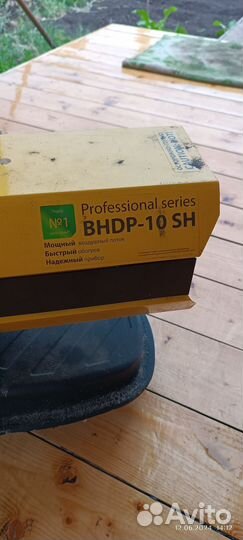 Professional series
№1
BHDP-10 SH
Мощный воздушный поток
Быстрый обогрев
Надежный прибор
Avito
12.06.2024 14:12